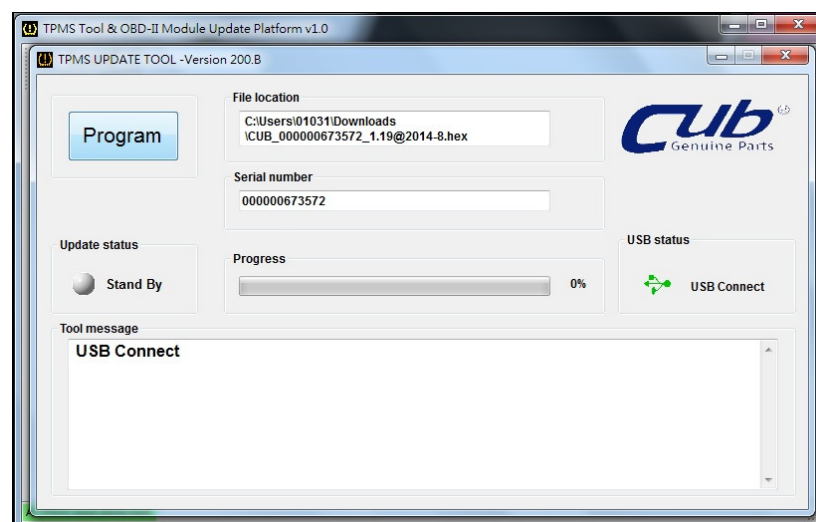 TPMS Tool & OBD-II Module Update Platform v1.0
TPMS UPDATE TOOL -Version 200.B
Program
File location
C:\Users\01031\Downloads
\CUB_000000673572_1.19@2014-8.hex
Cub
Genuine Parts
Serial number
000000673572
Update status
Stand By
Progress
0%
USB status
USB Connect
Tool message
USB Connect